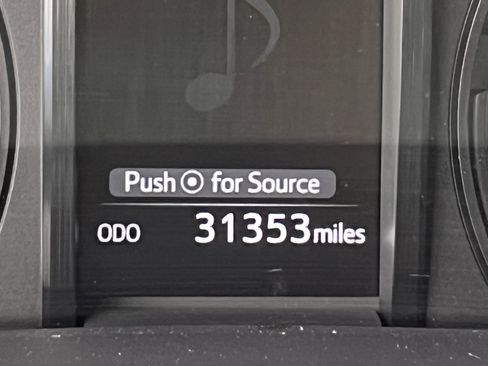 Push ⦿ for Source
ODO 31353 miles